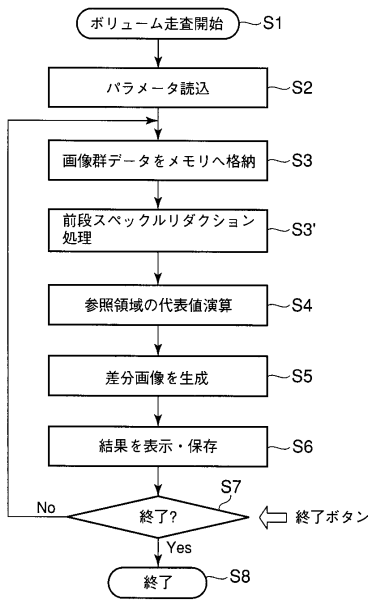 ボリューム走査開始 S1
パラメータ読込 S2
画像群データをメモリへ格納 S3
前段スペックルリダクション
処理 S3'
参照領域の代表値演算 S4
差分画像を生成 S5
結果を表示・保存 S6
S7
No 終了? 終了ボタン
Yes
終了 S8